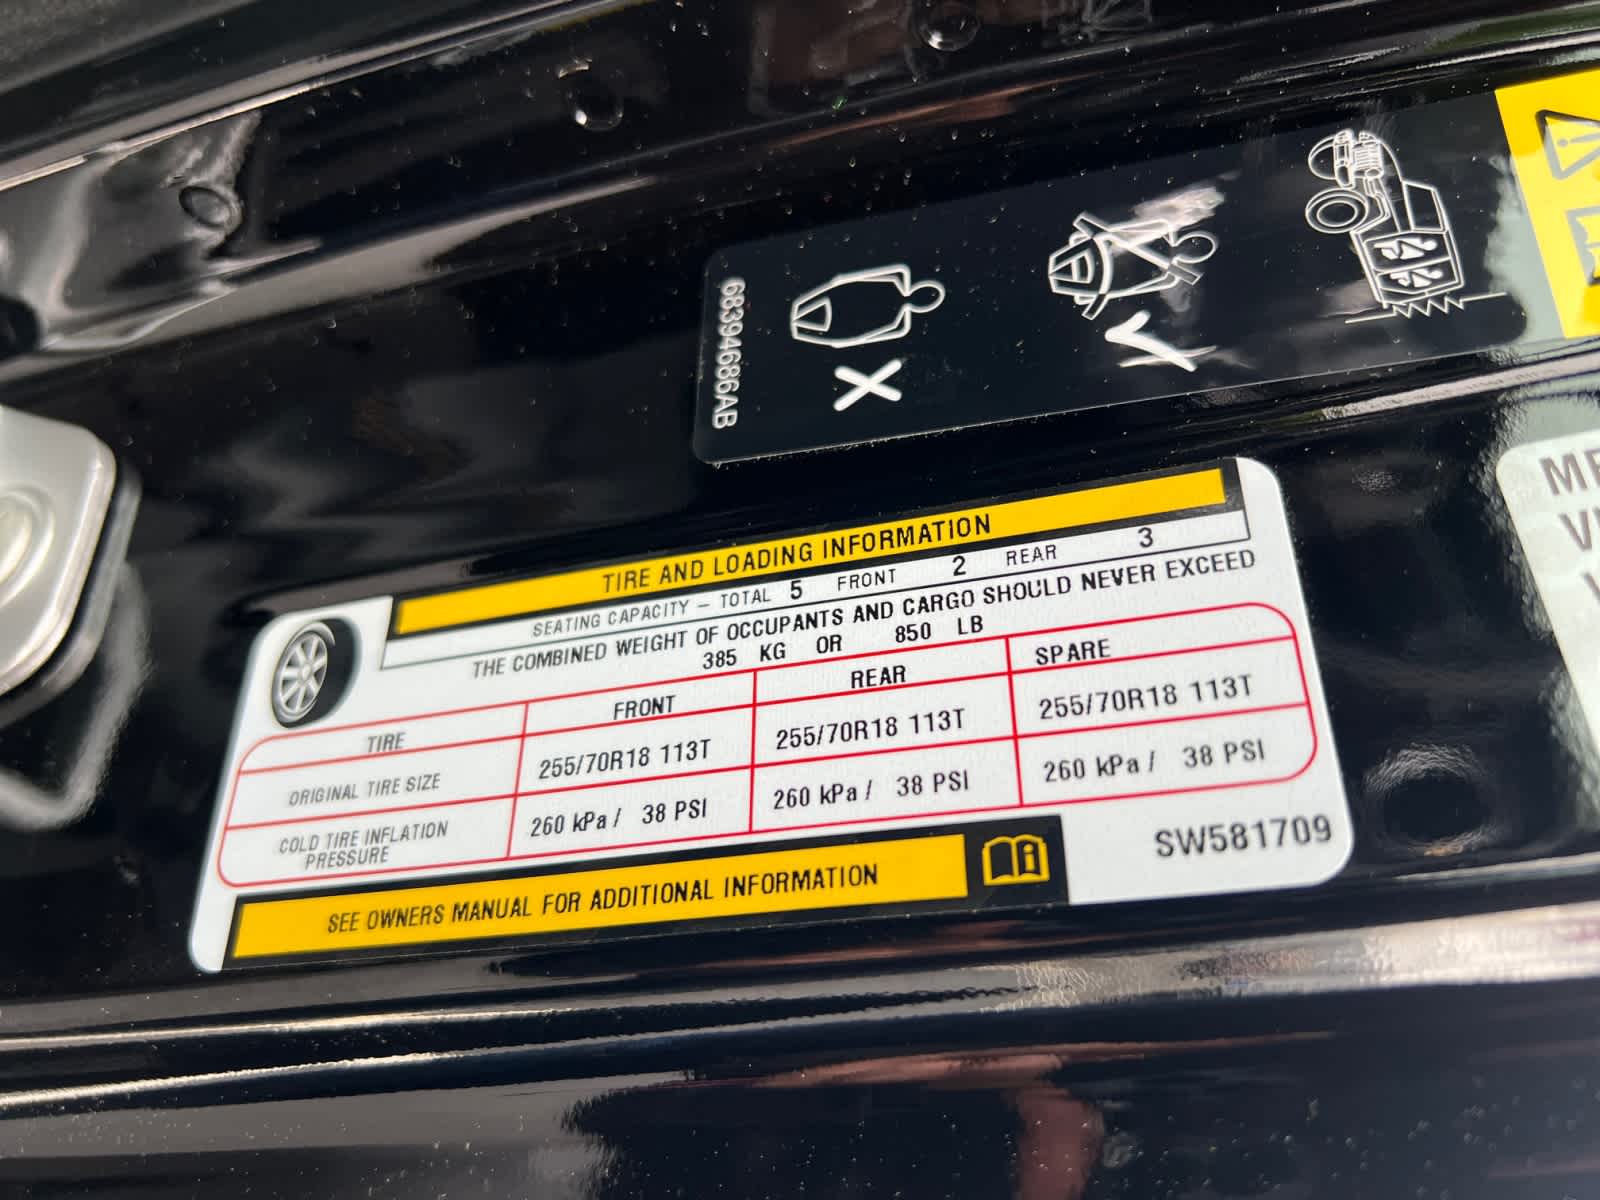 68394686AB
TIRE AND LOADING INFORMATION
SEATING CAPACITY – TOTAL 5 FRONT 2 REAR 3
THE COMBINED WEIGHT OF OCCUPANTS AND CARGO SHOULD NEVER EXCEED
385 KG OR 850 LB
TIRE FRONT REAR SPARE
ORIGINAL TIRE SIZE 255/70R18 113T 255/70R18 113T 255/70R18 113T
COLD TIRE INFLATION
PRESSURE 260 kPa / 38 PSI 260 kPa / 38 PSI 260 kPa / 38 PSI
SEE OWNERS MANUAL FOR ADDITIONAL INFORMATION
SW581709